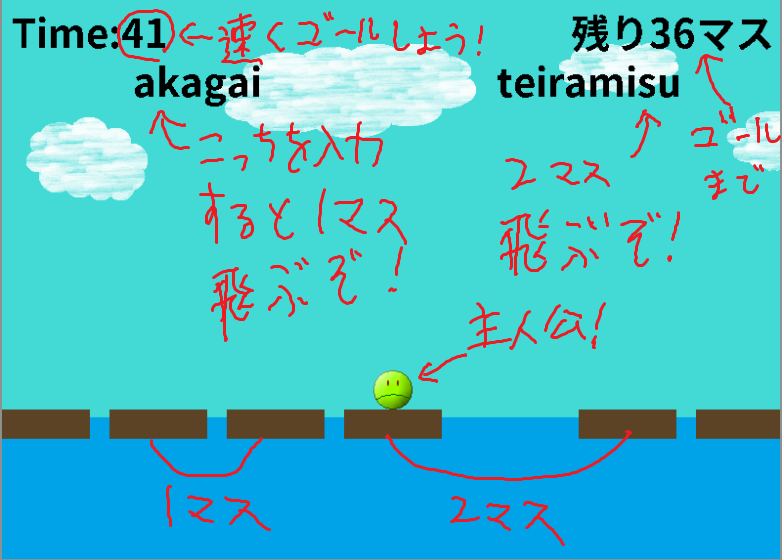 Time:41
←速くゴールしよう!
残り36マス
akagai
teiramisu
こっちを入力
すると1マス
飛ぶぞ!
2マス
飛ぶぞ!
ゴール
まで
主人公!
1マス
2マス